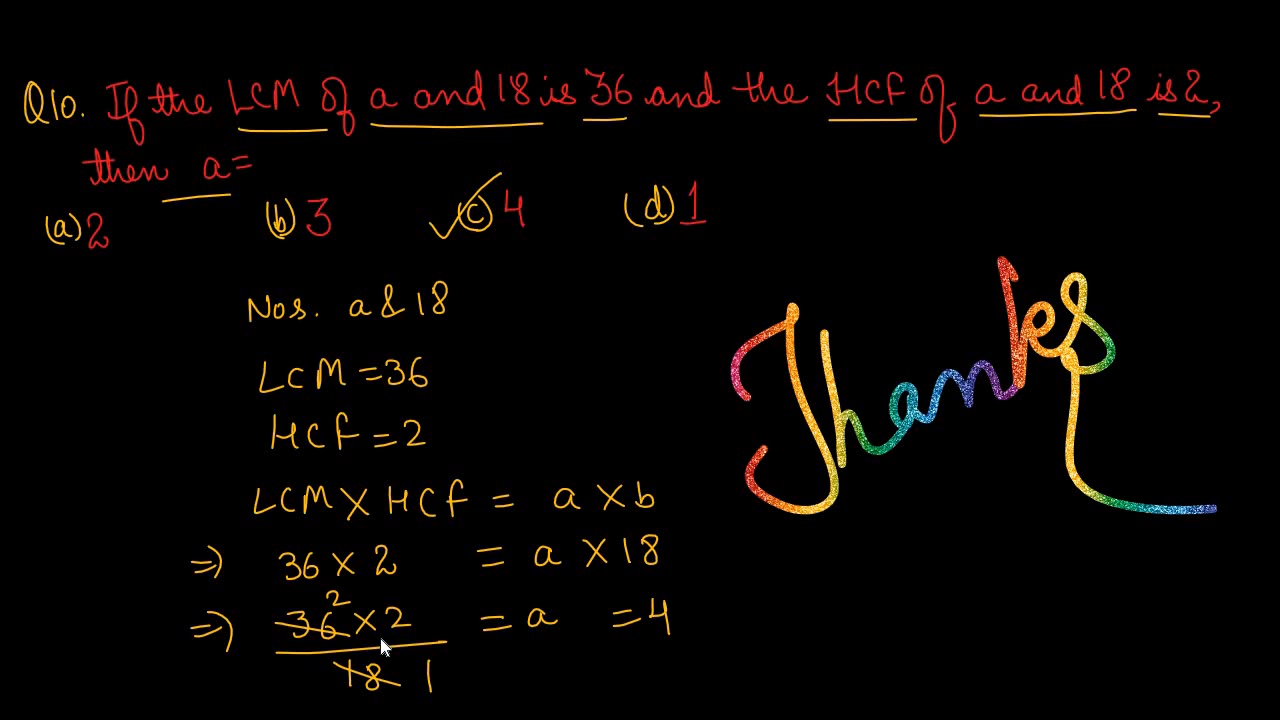 Q10. If the LCM of a and 18 is 36 and the HCF of a and 18 is 2,
then a=
(a) 2 (b) 3 (c) 4 (d) 1
Nos. a & 18
LCM = 36
HCF = 2
LCM X HCF = a X b
=) 36 X 2 = a X 18
=) 36 2 X 2 = a = 4
18 1
Thanks